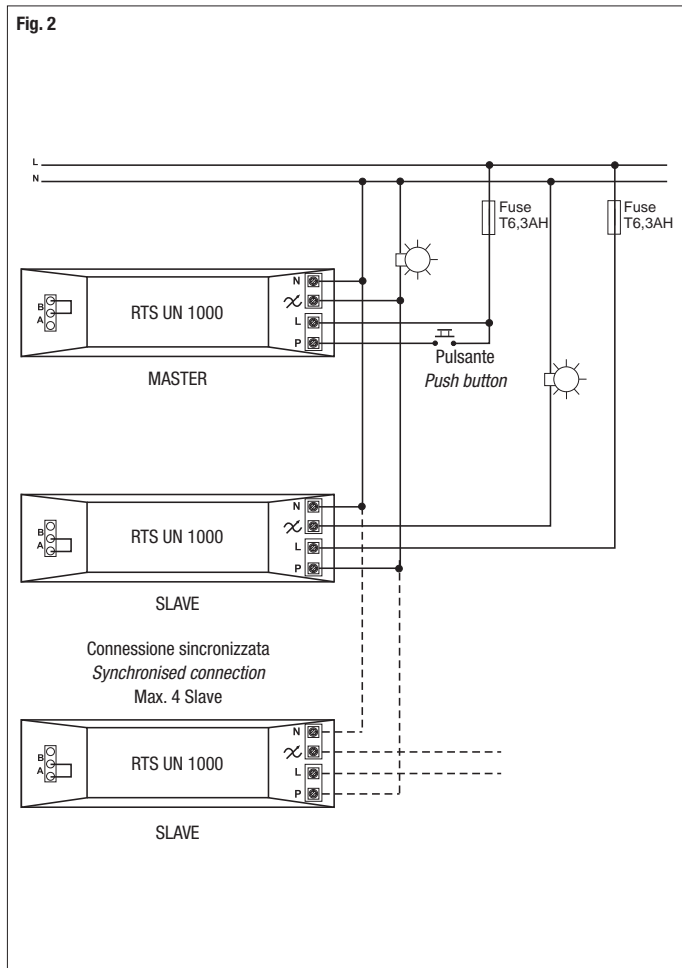 Fig. 2
L
N
Fuse
T6,3AH
Fuse
T6,3AH
B
A
RTS UN 1000
N
L
P
MASTER
Pulsante
Push button
B
A
RTS UN 1000
N
L
P
SLAVE
Connessione sincronizzata
Synchronised connection
Max. 4 Slave
B
A
RTS UN 1000
N
L
P
SLAVE